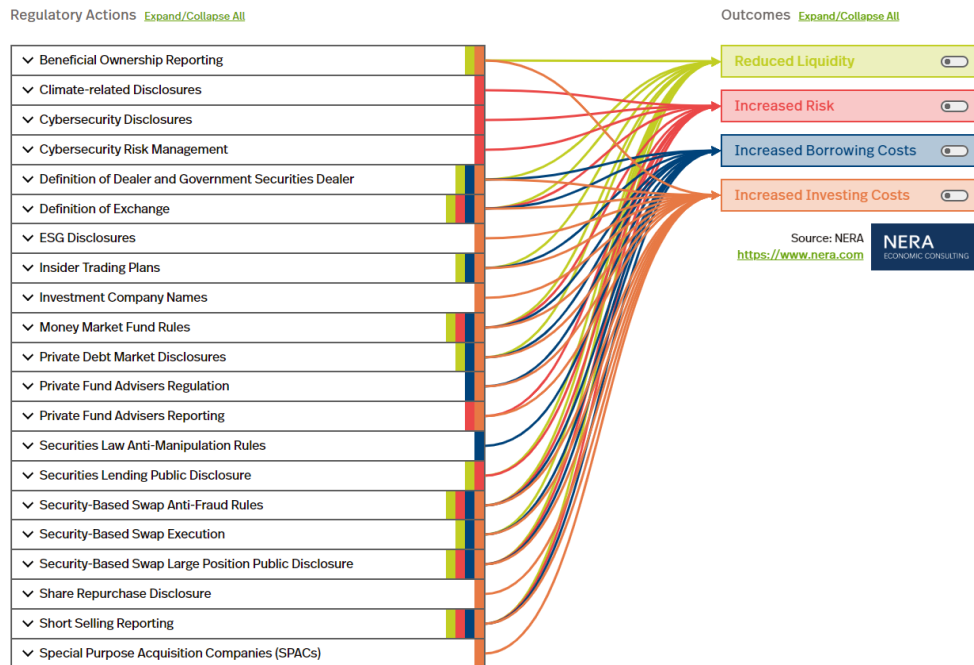 Regulatory Actions Expand/Collapse All
Outcomes Expand/Collapse All
Beneficial Ownership Reporting
Climate-related Disclosures
Cybersecurity Disclosures
Cybersecurity Risk Management
Definition of Dealer and Government Securities Dealer
Definition of Exchange
ESG Disclosures
Insider Trading Plans
Investment Company Names
Money Market Fund Rules
Private Debt Market Disclosures
Private Fund Advisers Regulation
Private Fund Advisers Reporting
Securities Law Anti-Manipulation Rules
Securities Lending Public Disclosure
Security-Based Swap Anti-Fraud Rules
Security-Based Swap Execution
Security-Based Swap Large Position Public Disclosure
Share Repurchase Disclosure
Short Selling Reporting
Special Purpose Acquisition Companies (SPACs)
Reduced Liquidity
Increased Risk
Increased Borrowing Costs
Increased Investing Costs
Source: NERA
https://www.nera.com
NERA
ECONOMIC CONSULTING